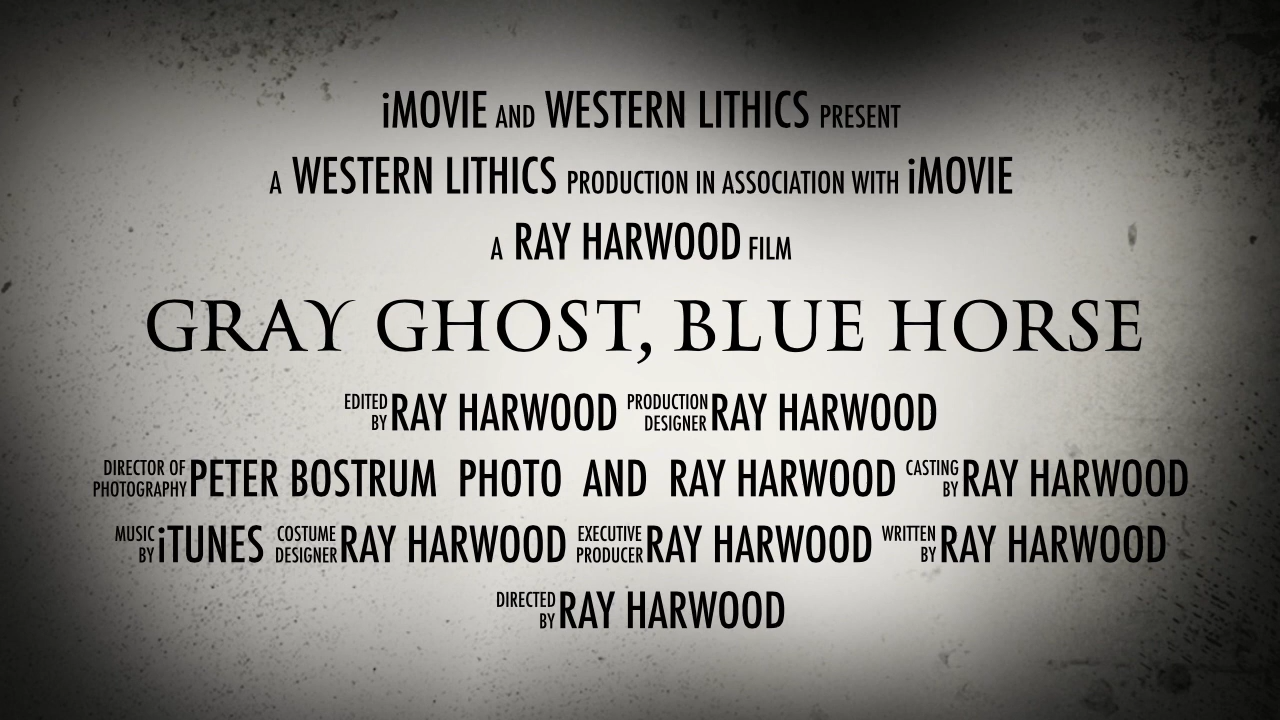 iMOVIE AND WESTERN LITHICS PRESENT
A WESTERN LITHICS PRODUCTION IN ASSOCIATION WITH iMOVIE
A RAY HARWOOD FILM
GRAY GHOST, BLUE HORSE
EDITED BY RAY HARWOOD PRODUCTION DESIGNER RAY HARWOOD
DIRECTOR OF PHOTOGRAPHY PETER BOSTRUM PHOTO AND RAY HARWOOD CASTING BY RAY HARWOOD
MUSIC BY iTUNES COSTUME DESIGNER RAY HARWOOD EXECUTIVE PRODUCER RAY HARWOOD WRITTEN BY RAY HARWOOD
DIRECTED BY RAY HARWOOD